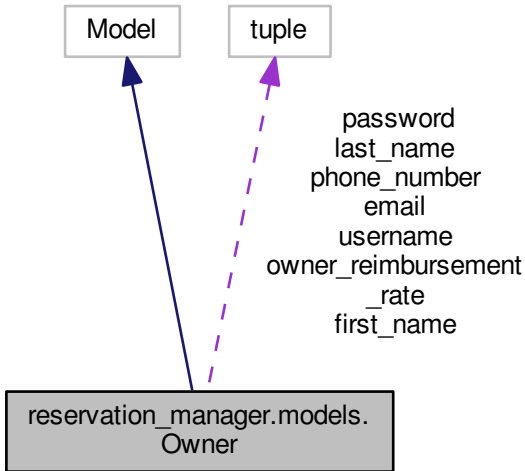 Model
tuple
password
last_name
phone_number
email
username
owner_reimbursement
_rate
first_name
reservation_manager.models.
Owner